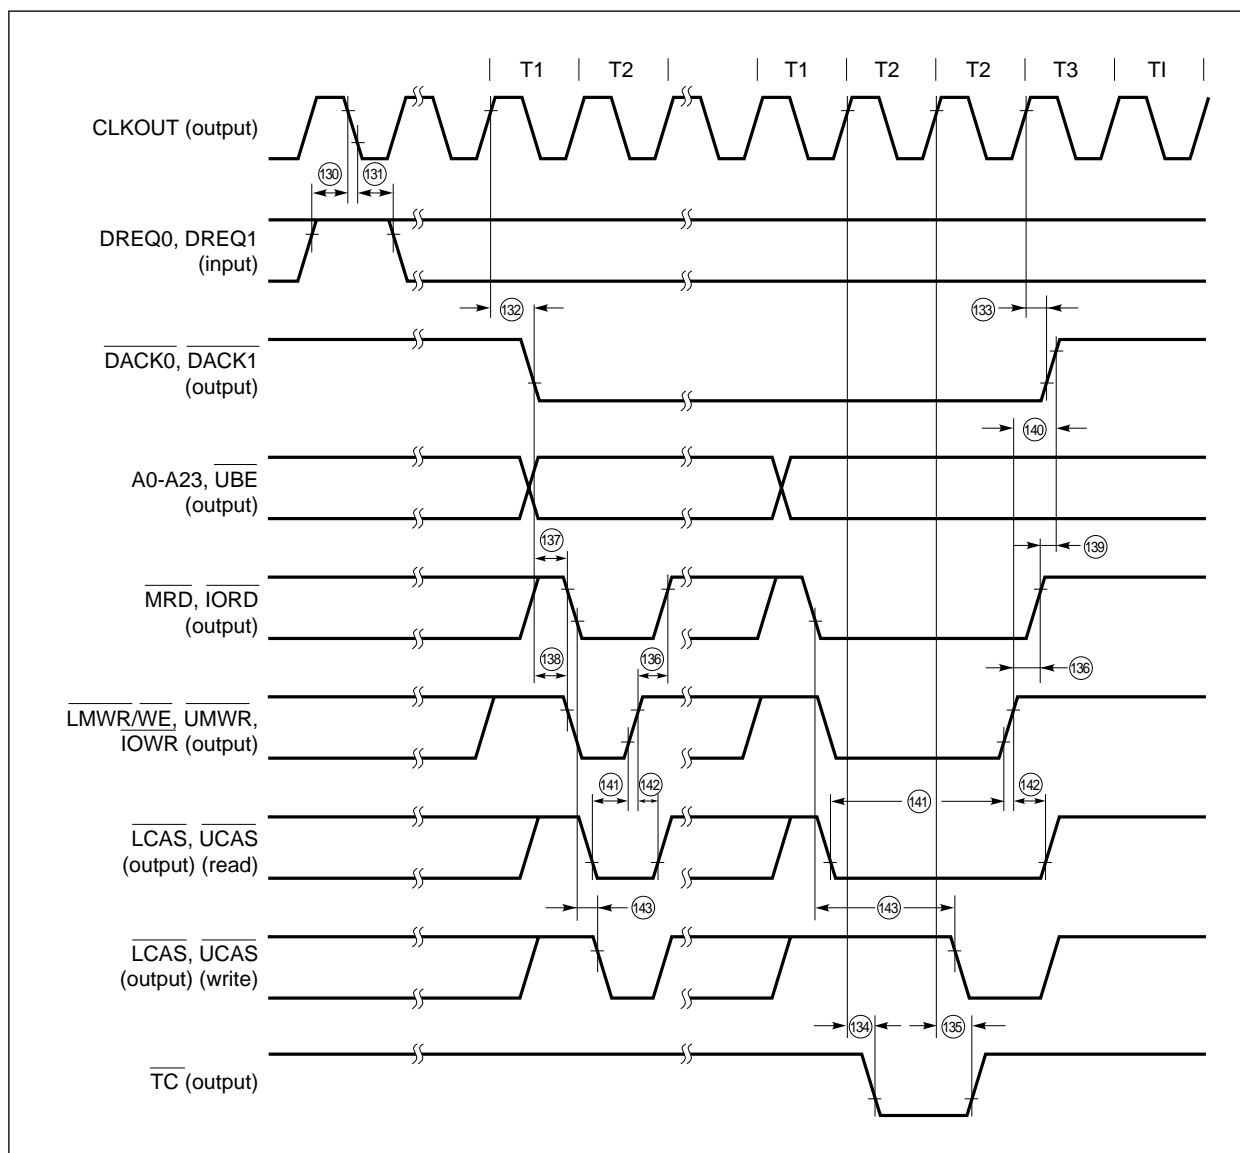 T1 T2 T1 T2 T2 T3 TI
CLKOUT (output)
130 131
DREQ0, DREQ1
(input)
132 133
DACK0, DACK1
(output)
140
A0-A23, UBE
(output)
137 139
MRD, IORD
(output)
138 136 136
LMWR/WE, UMWR,
IOWR (output)
141 142 141 142
LCAS, UCAS
(output) (read)
143 143
LCAS, UCAS
(output) (write)
134 135
TC (output)